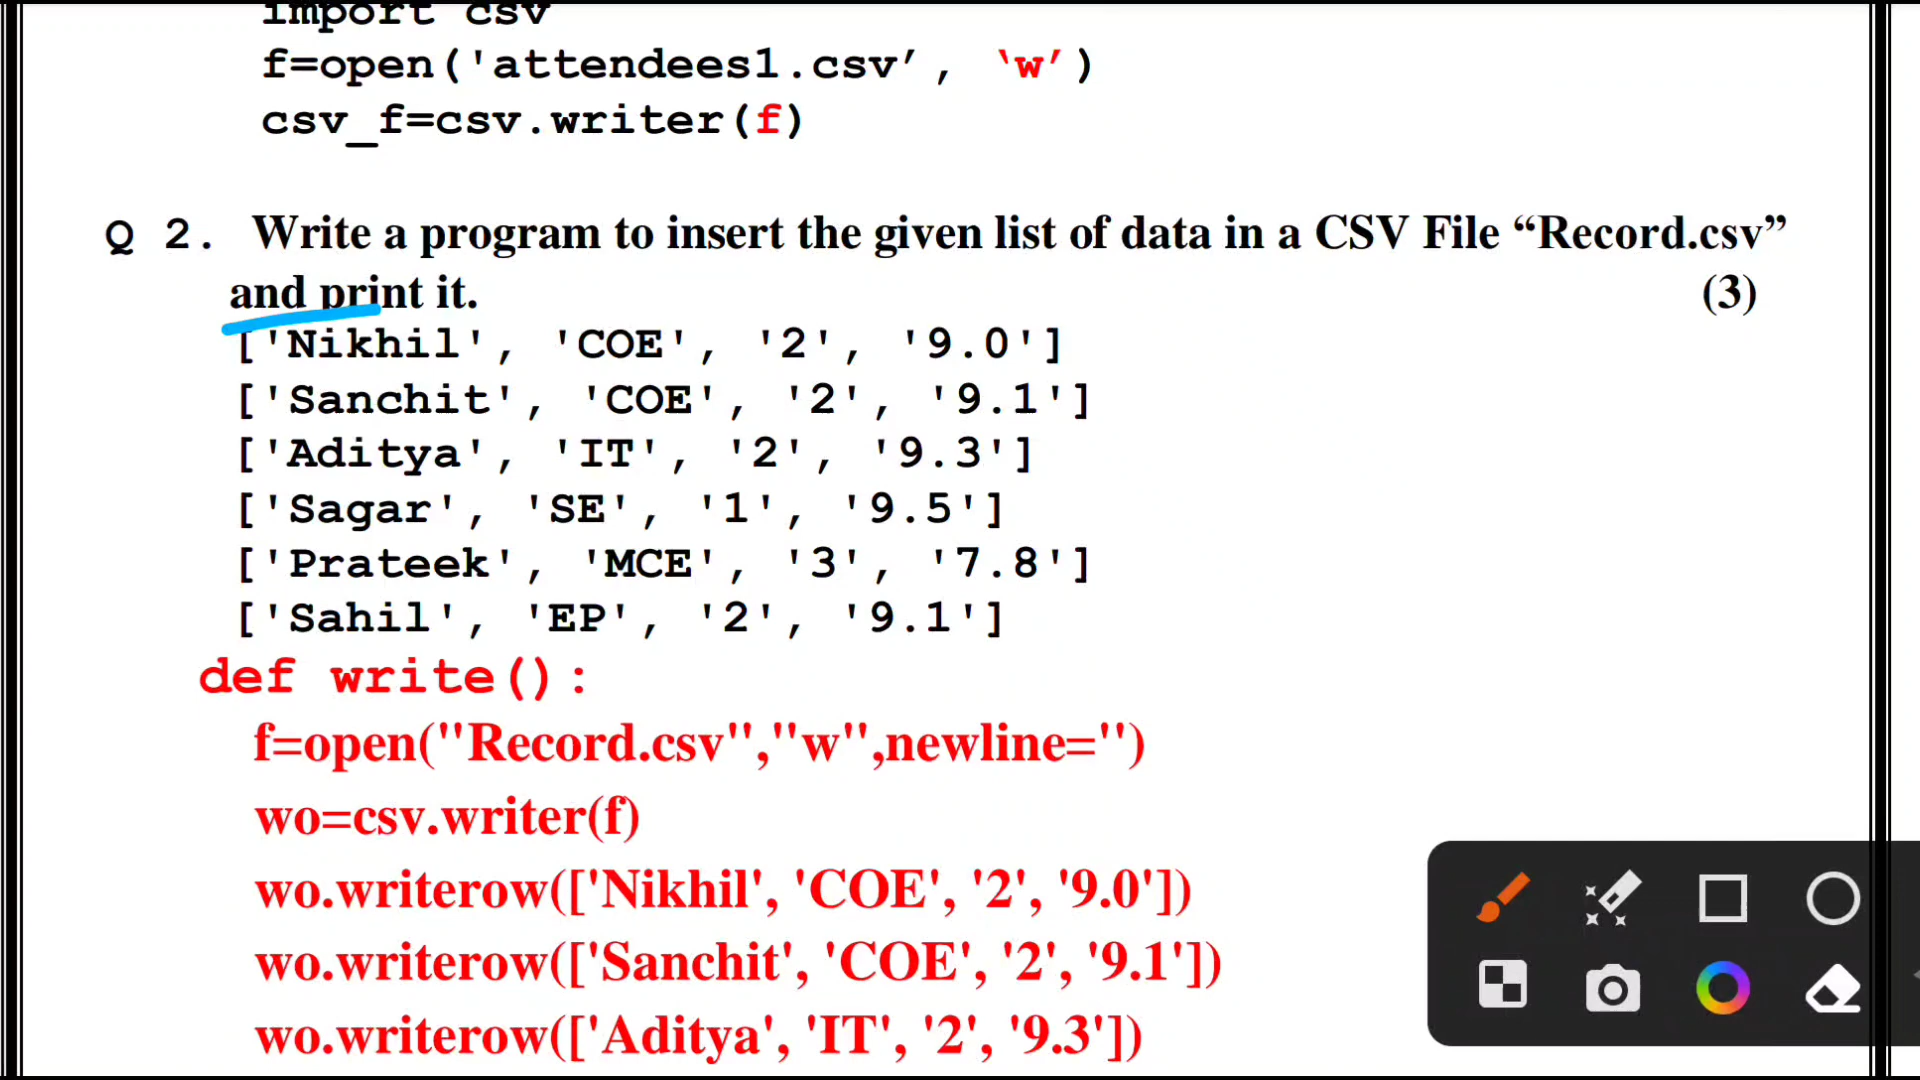 import csv
f=open('attendees1.csv’, ‘w’)
csv_f=csv.writer(f)
Q 2. Write a program to insert the given list of data in a CSV File “Record.csv”
and print it. (3)
['Nikhil', 'COE', '2', '9.0']
['Sanchit', 'COE', '2', '9.1']
['Aditya', 'IT', '2', '9.3']
['Sagar', 'SE', '1', '9.5']
['Prateek', 'MCE', '3', '7.8']
['Sahil', 'EP', '2', '9.1']
def write():
f=open("Record.csv","w",newline='')
wo=csv.writer(f)
wo.writerow(['Nikhil', 'COE', '2', '9.0'])
wo.writerow(['Sanchit', 'COE', '2', '9.1'])
wo.writerow(['Aditya', 'IT', '2', '9.3'])